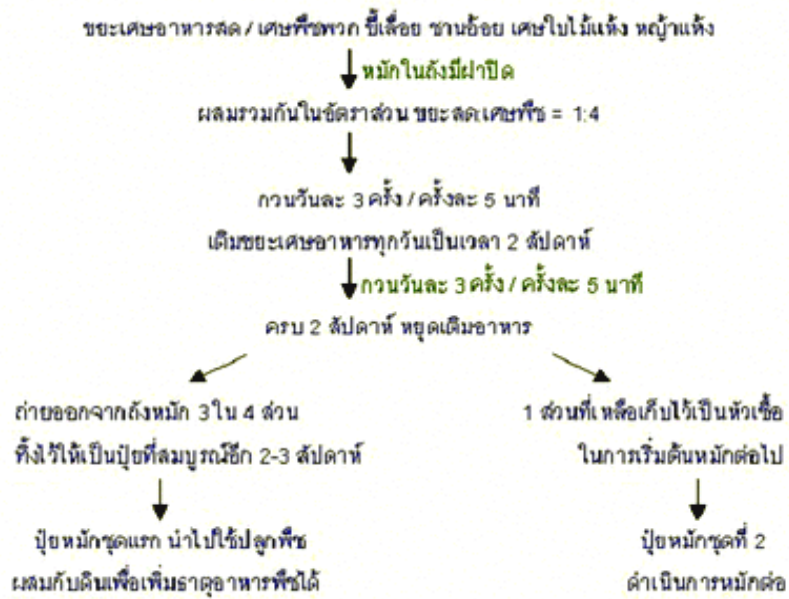 ขยะเศษอาหารสด / เศษพืชพวก ขี้เลื่อย ชานอ้อย เศษใบไม้แห้ง หญ้าแห้ง
หมักในถังมีฝาปิด
ผสมรวมกันในอัตราส่วน ขยะสด:เศษพืช = 1:4
กวนวันละ 3 ครั้ง / ครั้งละ 5 นาที
เติมขยะเศษอาหารทุกวันเป็นเวลา 2 สัปดาห์
กวนวันละ 3 ครั้ง / ครั้งละ 5 นาที
ครบ 2 สัปดาห์ หยุดเติมอาหาร
ถ่ายออกจากถังหมัก 3 ใน 4 ส่วน
ทิ้งไว้ให้เป็นปุ๋ยที่สมบูรณ์อีก 2-3 สัปดาห์
1 ส่วนที่เหลือเก็บไว้เป็นหัวเชื้อ
ในการเริ่มต้นหมักต่อไป
ปุ๋ยหมักชุดแรก นำไปใช้ปลูกพืช
ผสมกับดินเพื่อเพิ่มธาตุอาหารพืชได้
ปุ๋ยหมักชุดที่ 2
ดำเนินการหมักต่อ